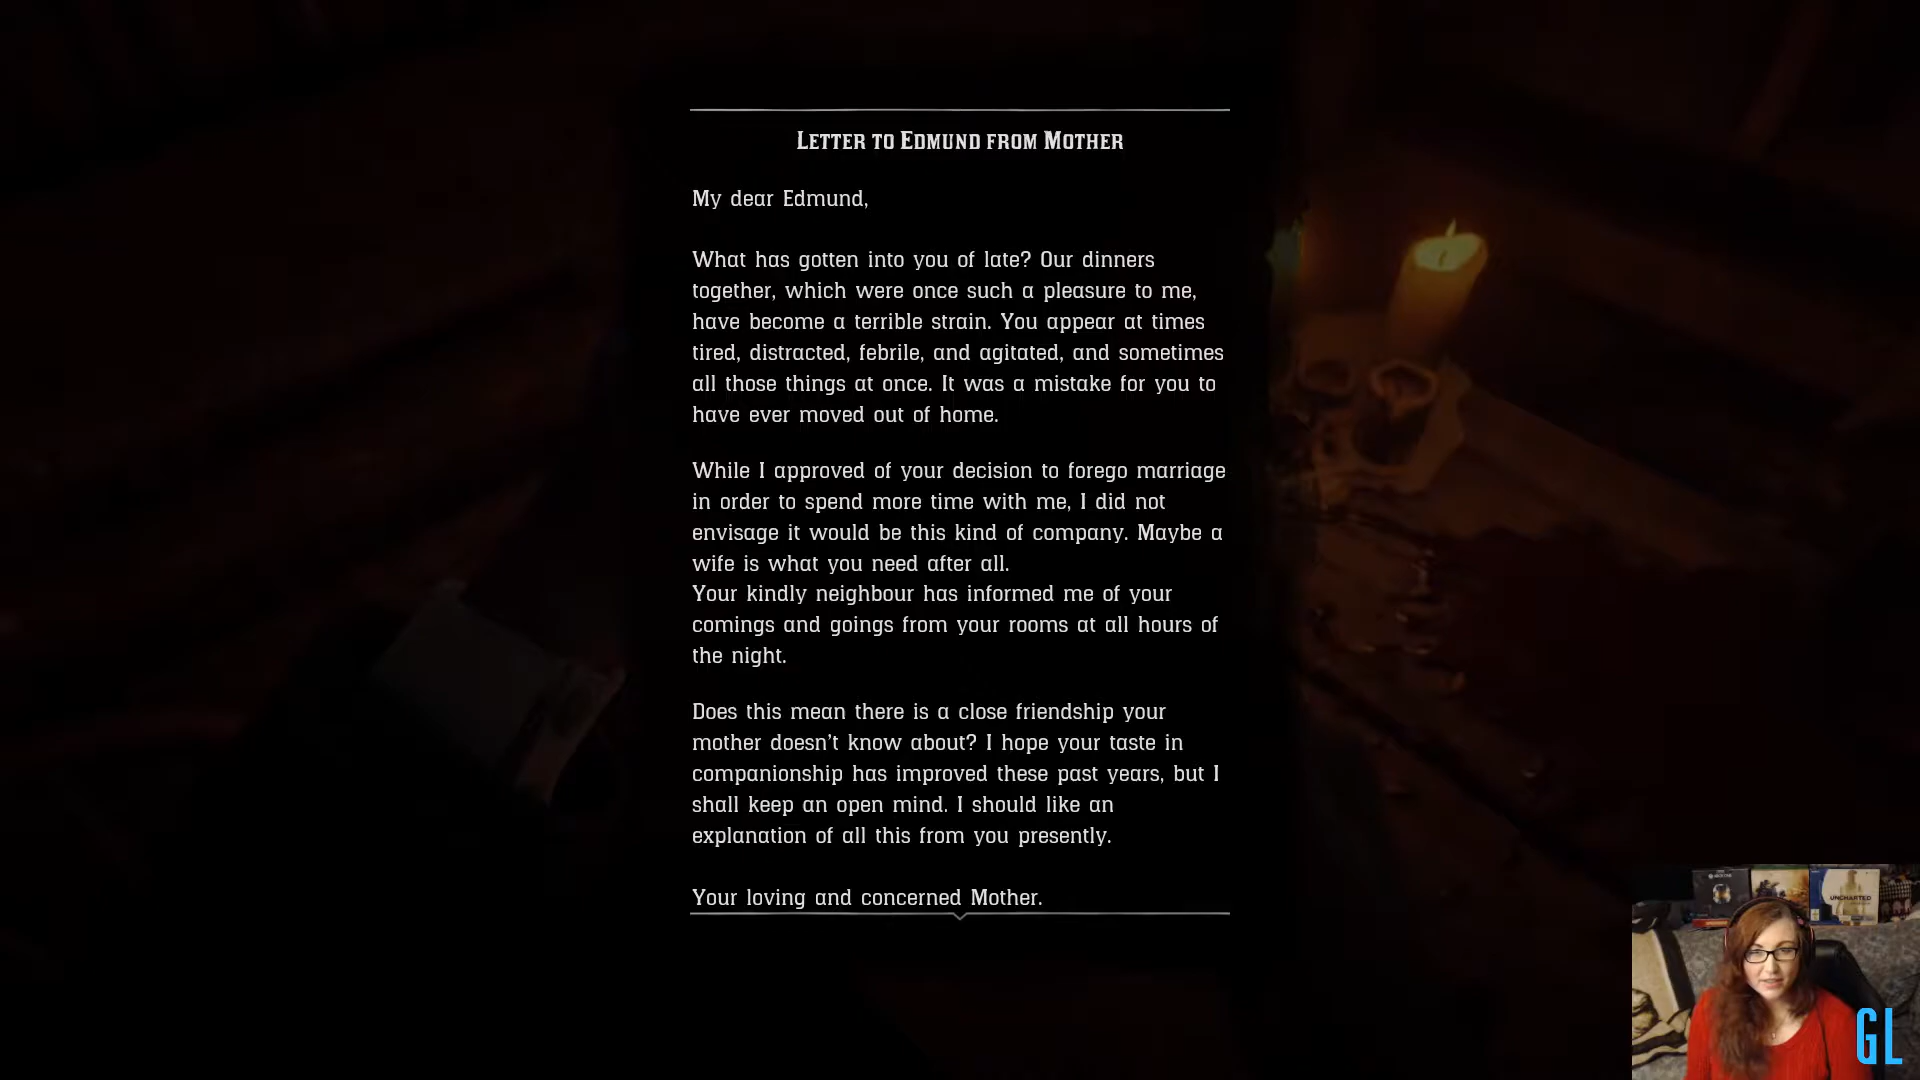 LETTER TO EDMUND FROM MOTHER
My dear Edmund,
What has gotten into you of late? Our dinners
together, which were once such a pleasure to me,
have become a terrible strain. You appear at times
tired, distracted, febrile, and agitated, and sometimes
all those things at once. It was a mistake for you to
have ever moved out of home.
While I approved of your decision to forego marriage
in order to spend more time with me, I did not
envisage it would be this kind of company. Maybe a
wife is what you need after all.
Your kindly neighbour has informed me of your
comings and goings from your rooms at all hours of
the night.
Does this mean there is a close friendship your
mother doesn't know about? I hope your taste in
companionship has improved these past years, but I
shall keep an open mind. I should like an
explanation of all this from you presently.
Your loving and concerned Mother.
UNCHARTED
GL